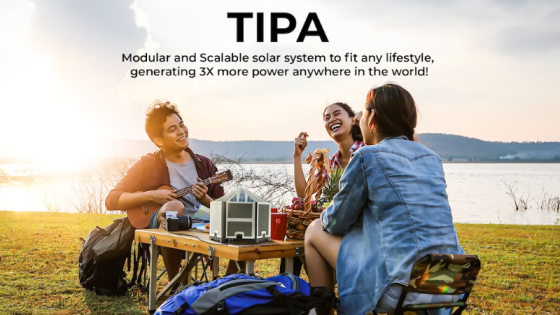 TIPA
Modular and Scalable solar system to fit any lifestyle,
generating 3X more power anywhere in the world!